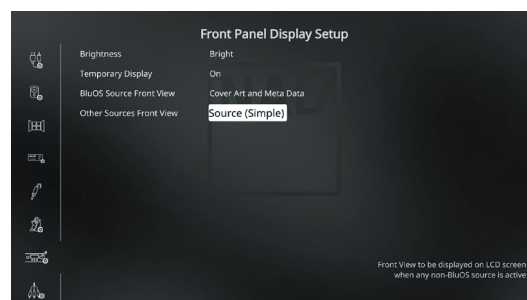 Front Panel Display Setup
Brightness Bright
Temporary Display On
BluOS Source Front View Cover Art and Meta Data
Other Sources Front View Source (Simple)
NAD
Front View to be displayed on LCD screen
when any non-BluOS source is active